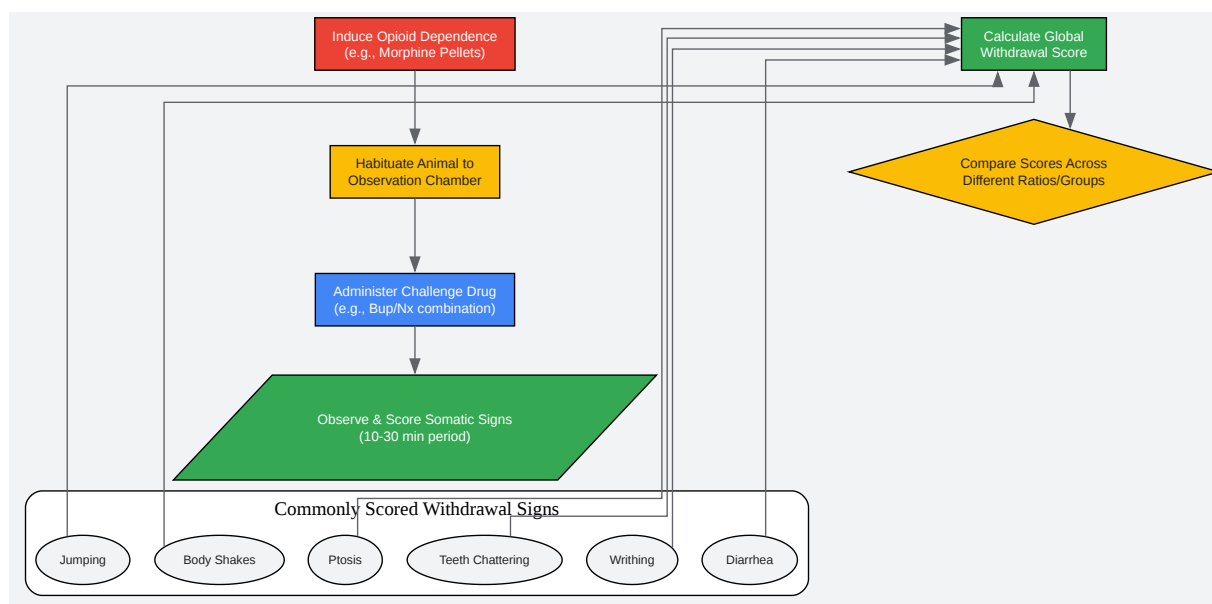 Induce Opioid Dependence
(e.g., Morphine Pellets)
Calculate Global
Withdrawal Score
Habituate Animal to
Observation Chamber
Compare Scores Across
Different Ratios/Groups
Administer Challenge Drug
(e.g., Bup/Nx combination)
Observe & Score Somatic Signs
(10-30 min period)
Commonly Scored Withdrawal Signs
Jumping
Body Shakes
Ptosis
Teeth Chattering
Writhing
Diarrhea